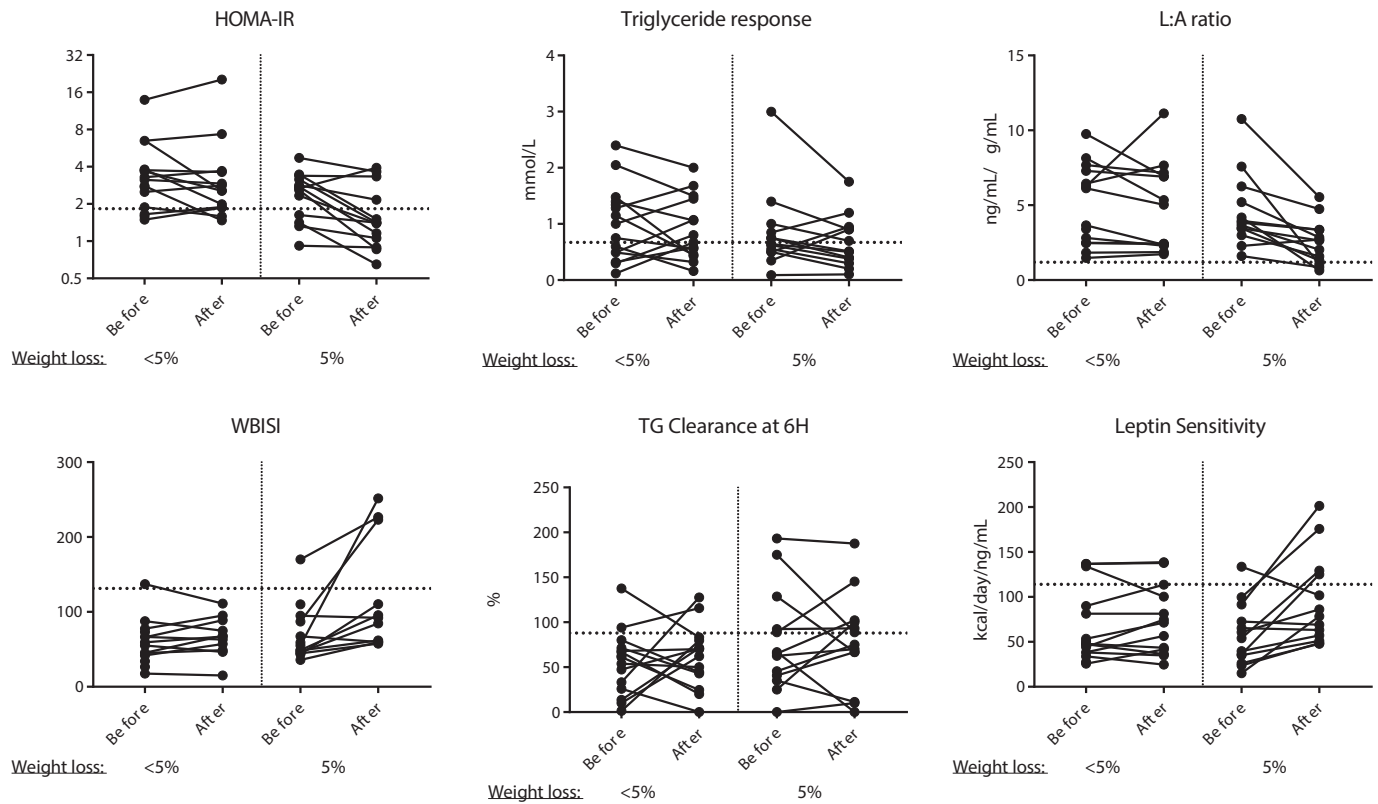 HOMA-IR
32
16
8
4
2
1
0.5
Be fore
After
Be fore
After
Weight loss: <5% 5%
Triglyceride response
mmol/L
4
3
2
1
0
Be fore
After
Be fore
After
Weight loss: <5% 5%
L:A ratio
ng/mL/ g/mL
15
10
5
0
Be fore
After
Be fore
After
Weight loss: <5% 5%
WBISI
300
200
100
0
Be fore
After
Be fore
After
Weight loss: <5% 5%
TG Clearance at 6H
%
250
200
150
100
50
0
Be fore
After
Be fore
After
Weight loss: <5% 5%
Leptin Sensitivity
kcal/day/ng/mL
250
200
150
100
50
0
Be fore
After
Be fore
After
Weight loss: <5% 5%